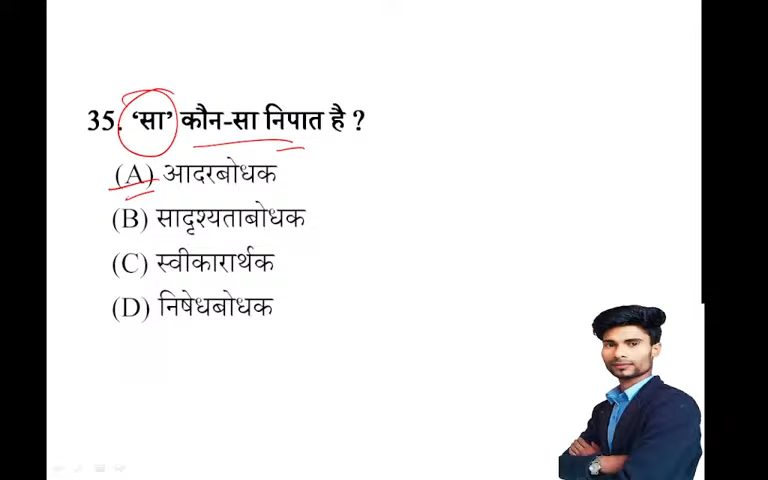 35. ‘सा’ कौन-सा निपात है ?
(A) आदरबोधक
(B) सादृश्यताबोधक
(C) स्वीकारार्थक
(D) निषेधबोधक